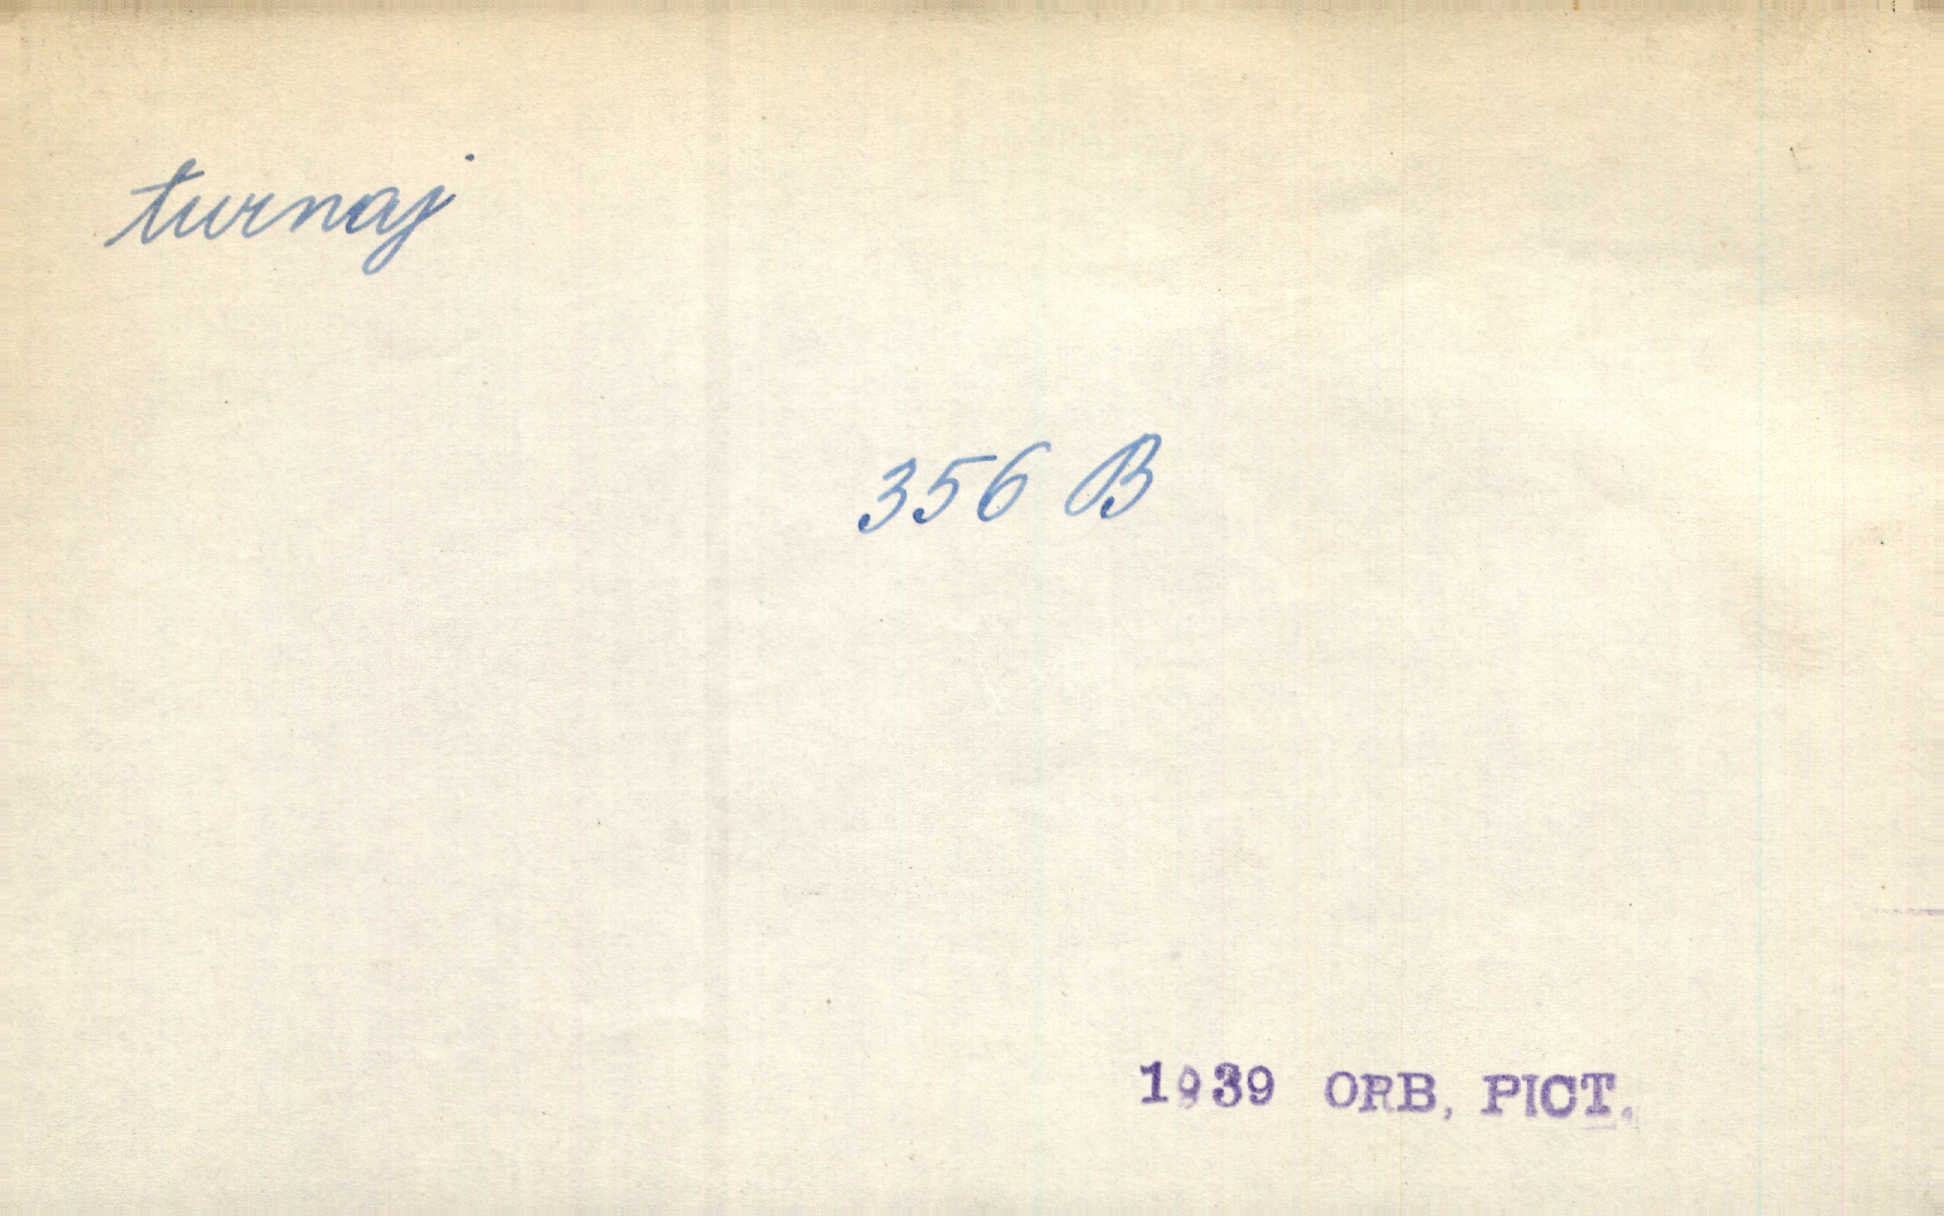 turnaj
356 B
1939 ORB, PICT.